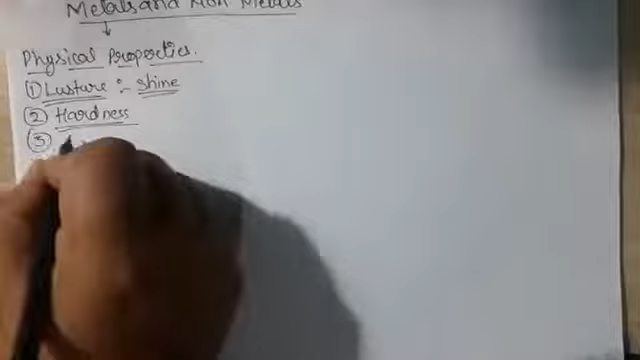 Metals and Non Metals
Physical Properties.
① Lusture :- Shine
② Hardness
③